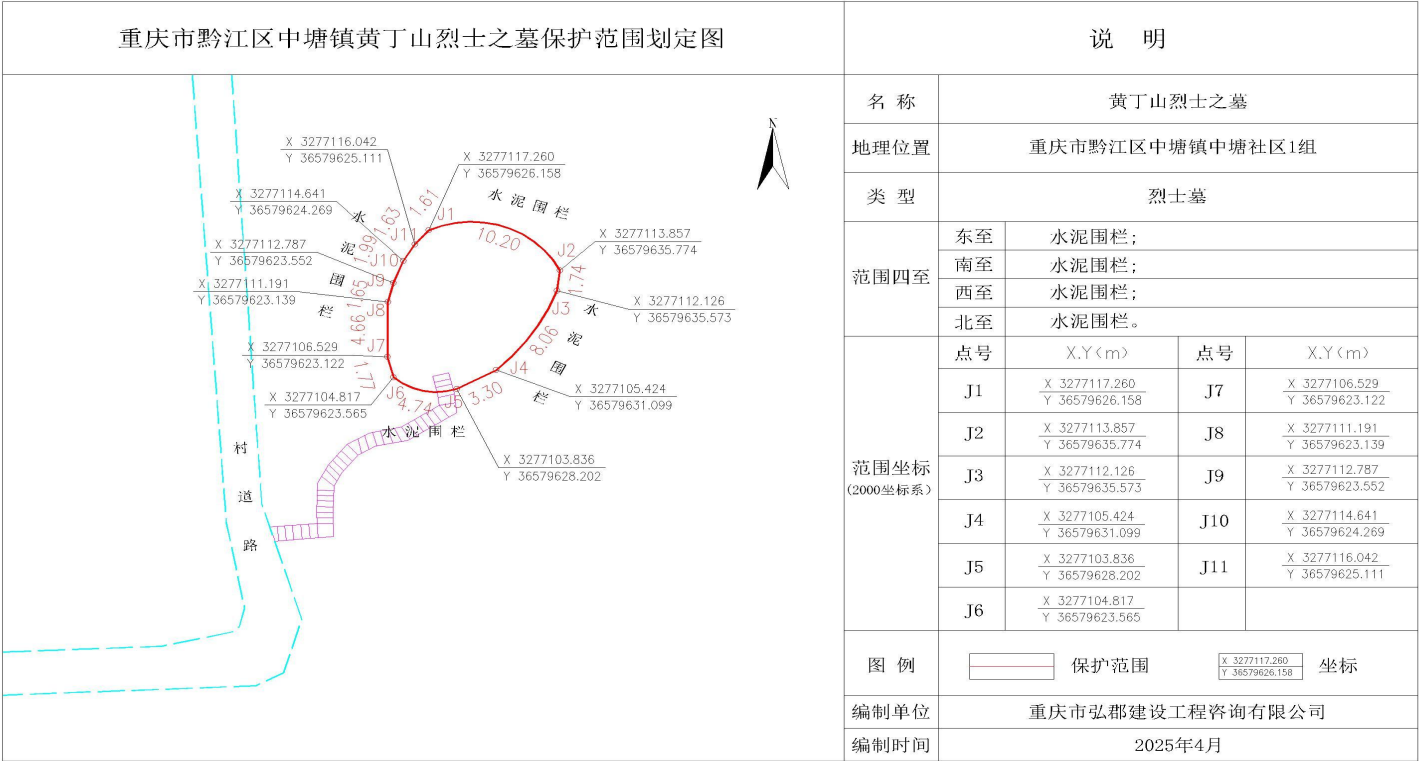 重庆市黔江区中塘镇黄丁山烈士之墓保护范围划定图
N
X 3277116.042
Y 36579625.111
X 3277117.260
Y 36579626.158
X 3277114.641
Y 36579624.269
X 3277112.787
Y 36579623.552
X 3277111.191
Y 36579623.139
X 3277106.529
Y 36579623.122
X 3277104.817
Y 36579623.565
X 3277113.857
Y 36579635.774
X 3277112.126
Y 36579635.573
X 3277105.424
Y 36579631.099
X 3277103.836
Y 36579628.202
J1
J2
J3
J4
J5
J6
J7
J8
J9
J10
J11
10.20
1.74
8.06
3.30
4.74
1.77
4.66
1.65
1.99
1.63
1.61
水泥围栏
水泥围栏
水泥围栏
水泥围栏
村道路
说 明
名 称 黄丁山烈士之墓
地理位置 重庆市黔江区中塘镇中塘社区1组
类 型 烈士墓
范围四至
东至 水泥围栏;
南至 水泥围栏;
西至 水泥围栏;
北至 水泥围栏。
范围坐标
(2000坐标系)
点号 X.Y(m) 点号 X.Y(m)
J1 X 3277117.260 J7 X 3277106.529
Y 36579626.158 Y 36579623.122
J2 X 3277113.857 J8 X 3277111.191
Y 36579635.774 Y 36579623.139
J3 X 3277112.126 J9 X 3277112.787
Y 36579635.573 Y 36579623.552
J4 X 3277105.424 J10 X 3277114.641
Y 36579631.099 Y 36579624.269
J5 X 3277103.836 J11 X 3277116.042
Y 36579628.202 Y 36579625.111
J6 X 3277104.817
Y 36579623.565
图 例 保护范围 X 3277117.260 坐标
Y 36579626.158
编制单位 重庆市弘郡建设工程咨询有限公司
编制时间 2025年4月